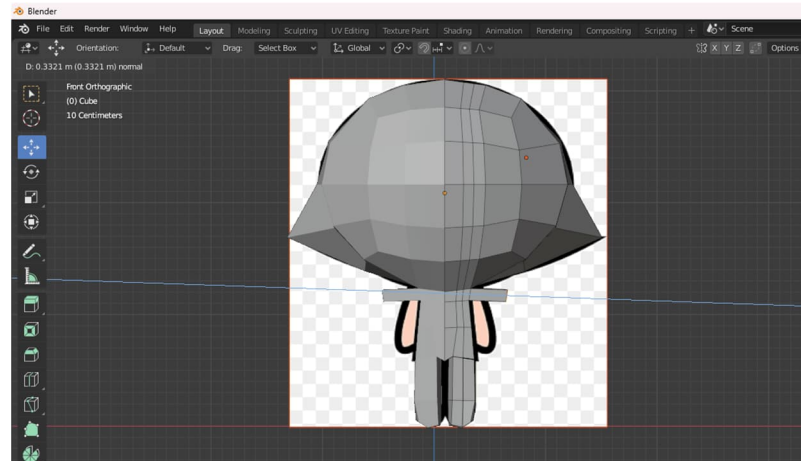 Blender
File Edit Render Window Help Layout Modeling Sculpting UV Editing Texture Paint Shading Animation Rendering Compositing Scripting + Scene
Orientation: Default Drag: Select Box Global X Y Z Options
D: 0.3321 m (0.3321 m) normal
Front Orthographic
(0) Cube
10 Centimeters